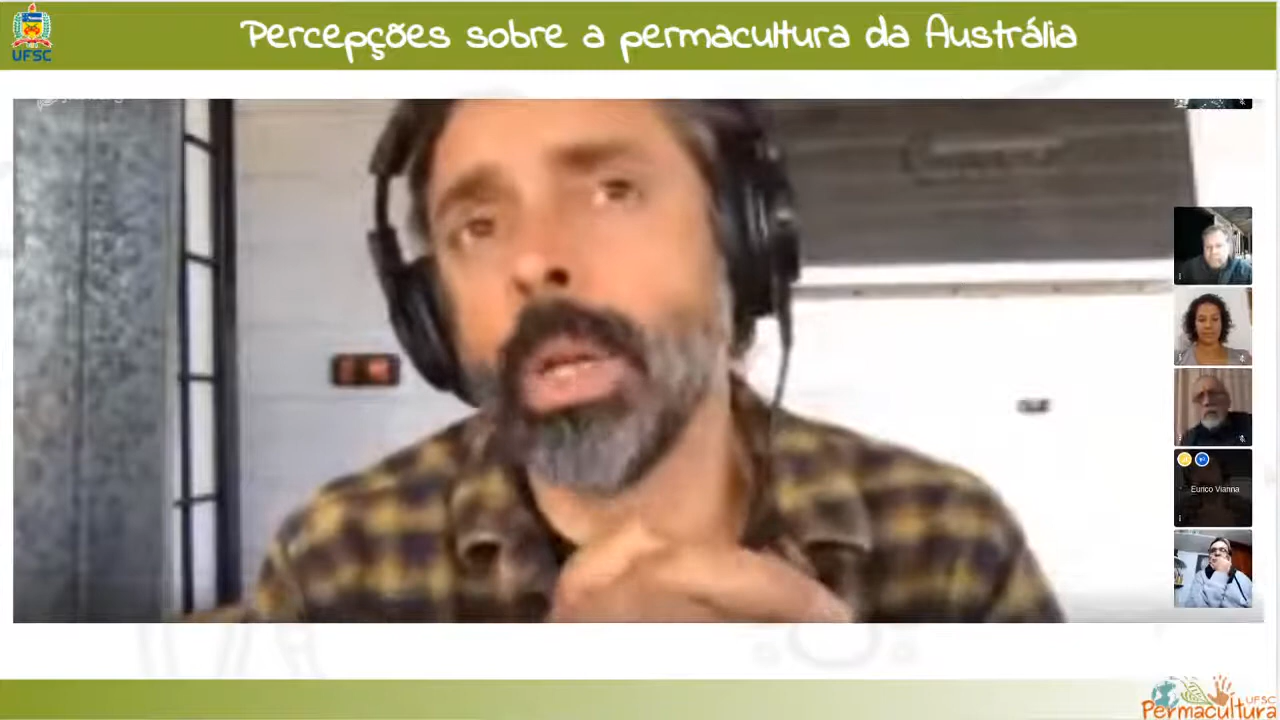 Percepções sobre a permacultura da Austrália
UFSC
Eurico Vianna
UFSC
Permacultura